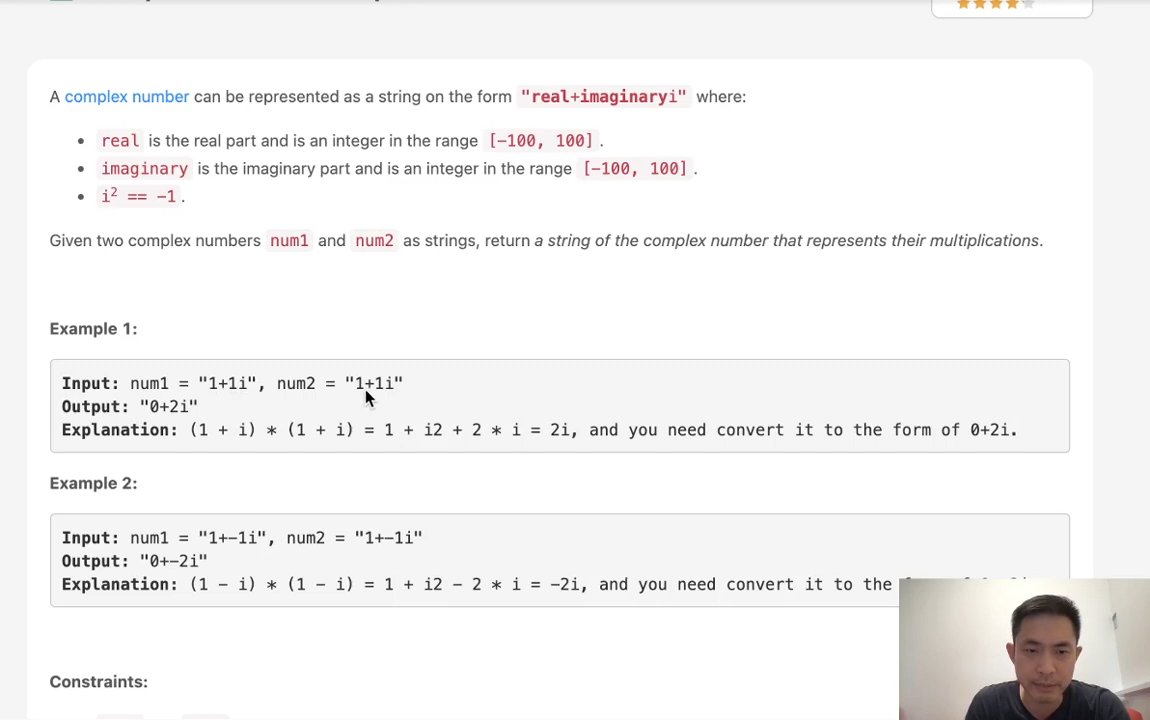 A complex number can be represented as a string on the form "real+imaginaryi" where:
real is the real part and is an integer in the range [-100, 100].
imaginary is the imaginary part and is an integer in the range [-100, 100].
i² == -1.
Given two complex numbers num1 and num2 as strings, return a string of the complex number that represents their multiplications.
Example 1:
Input: num1 = "1+1i", num2 = "1+1i"
Output: "0+2i"
Explanation: (1 + i) * (1 + i) = 1 + i2 + 2 * i = 2i, and you need convert it to the form of 0+2i.
Example 2:
Input: num1 = "1+-1i", num2 = "1+-1i"
Output: "0+-2i"
Explanation: (1 - i) * (1 - i) = 1 + i2 - 2 * i = -2i, and you need convert it to the
Constraints: